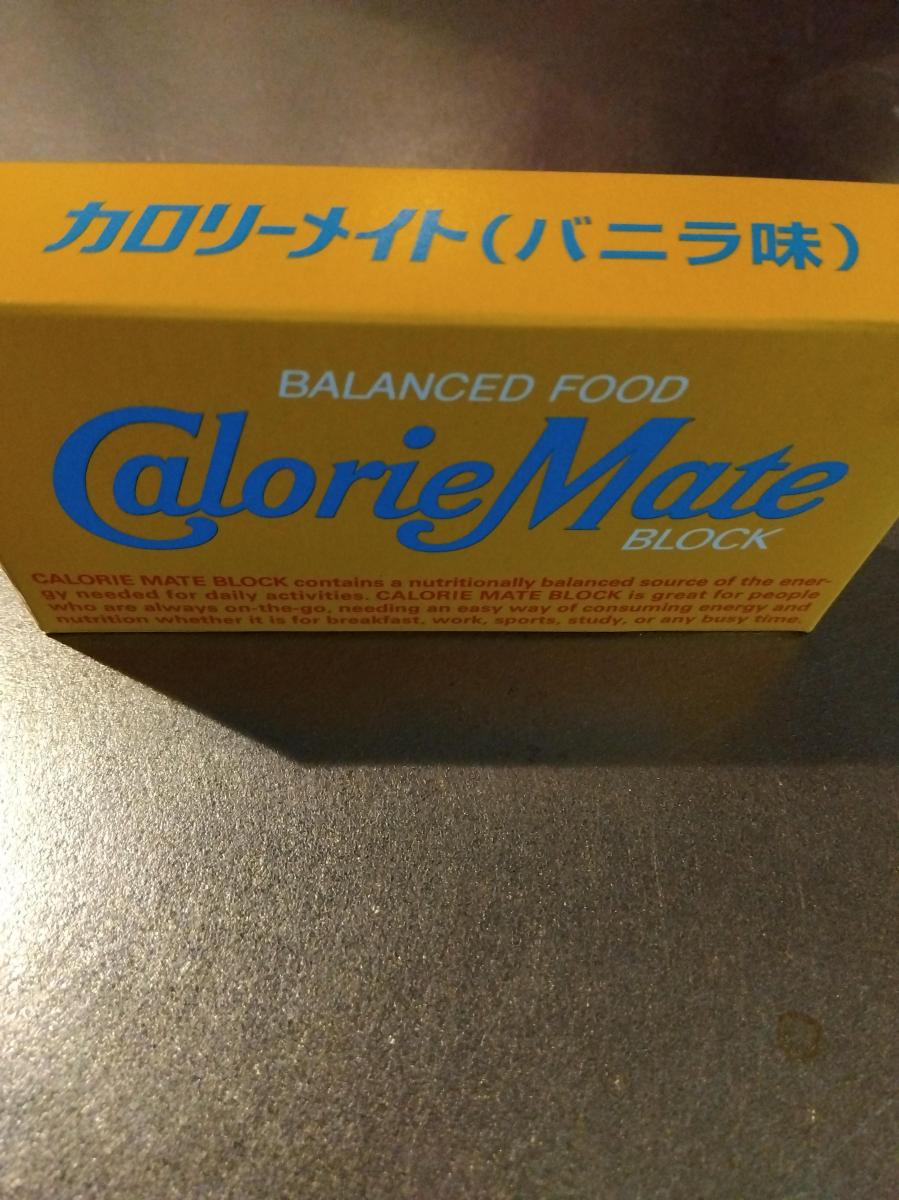 カロリーメイト(バニラ味)
BALANCED FOOD
CalorieMate
BLOCK
CALORIE MATE BLOCK contains a nutritionally balanced source of the ener-
gy needed for daily activities. CALORIE MATE BLOCK is great for people
who are always on-the-go, needing an easy way of consuming energy and
nutrition whether it is for breakfast, work, sports, study, or any busy time.